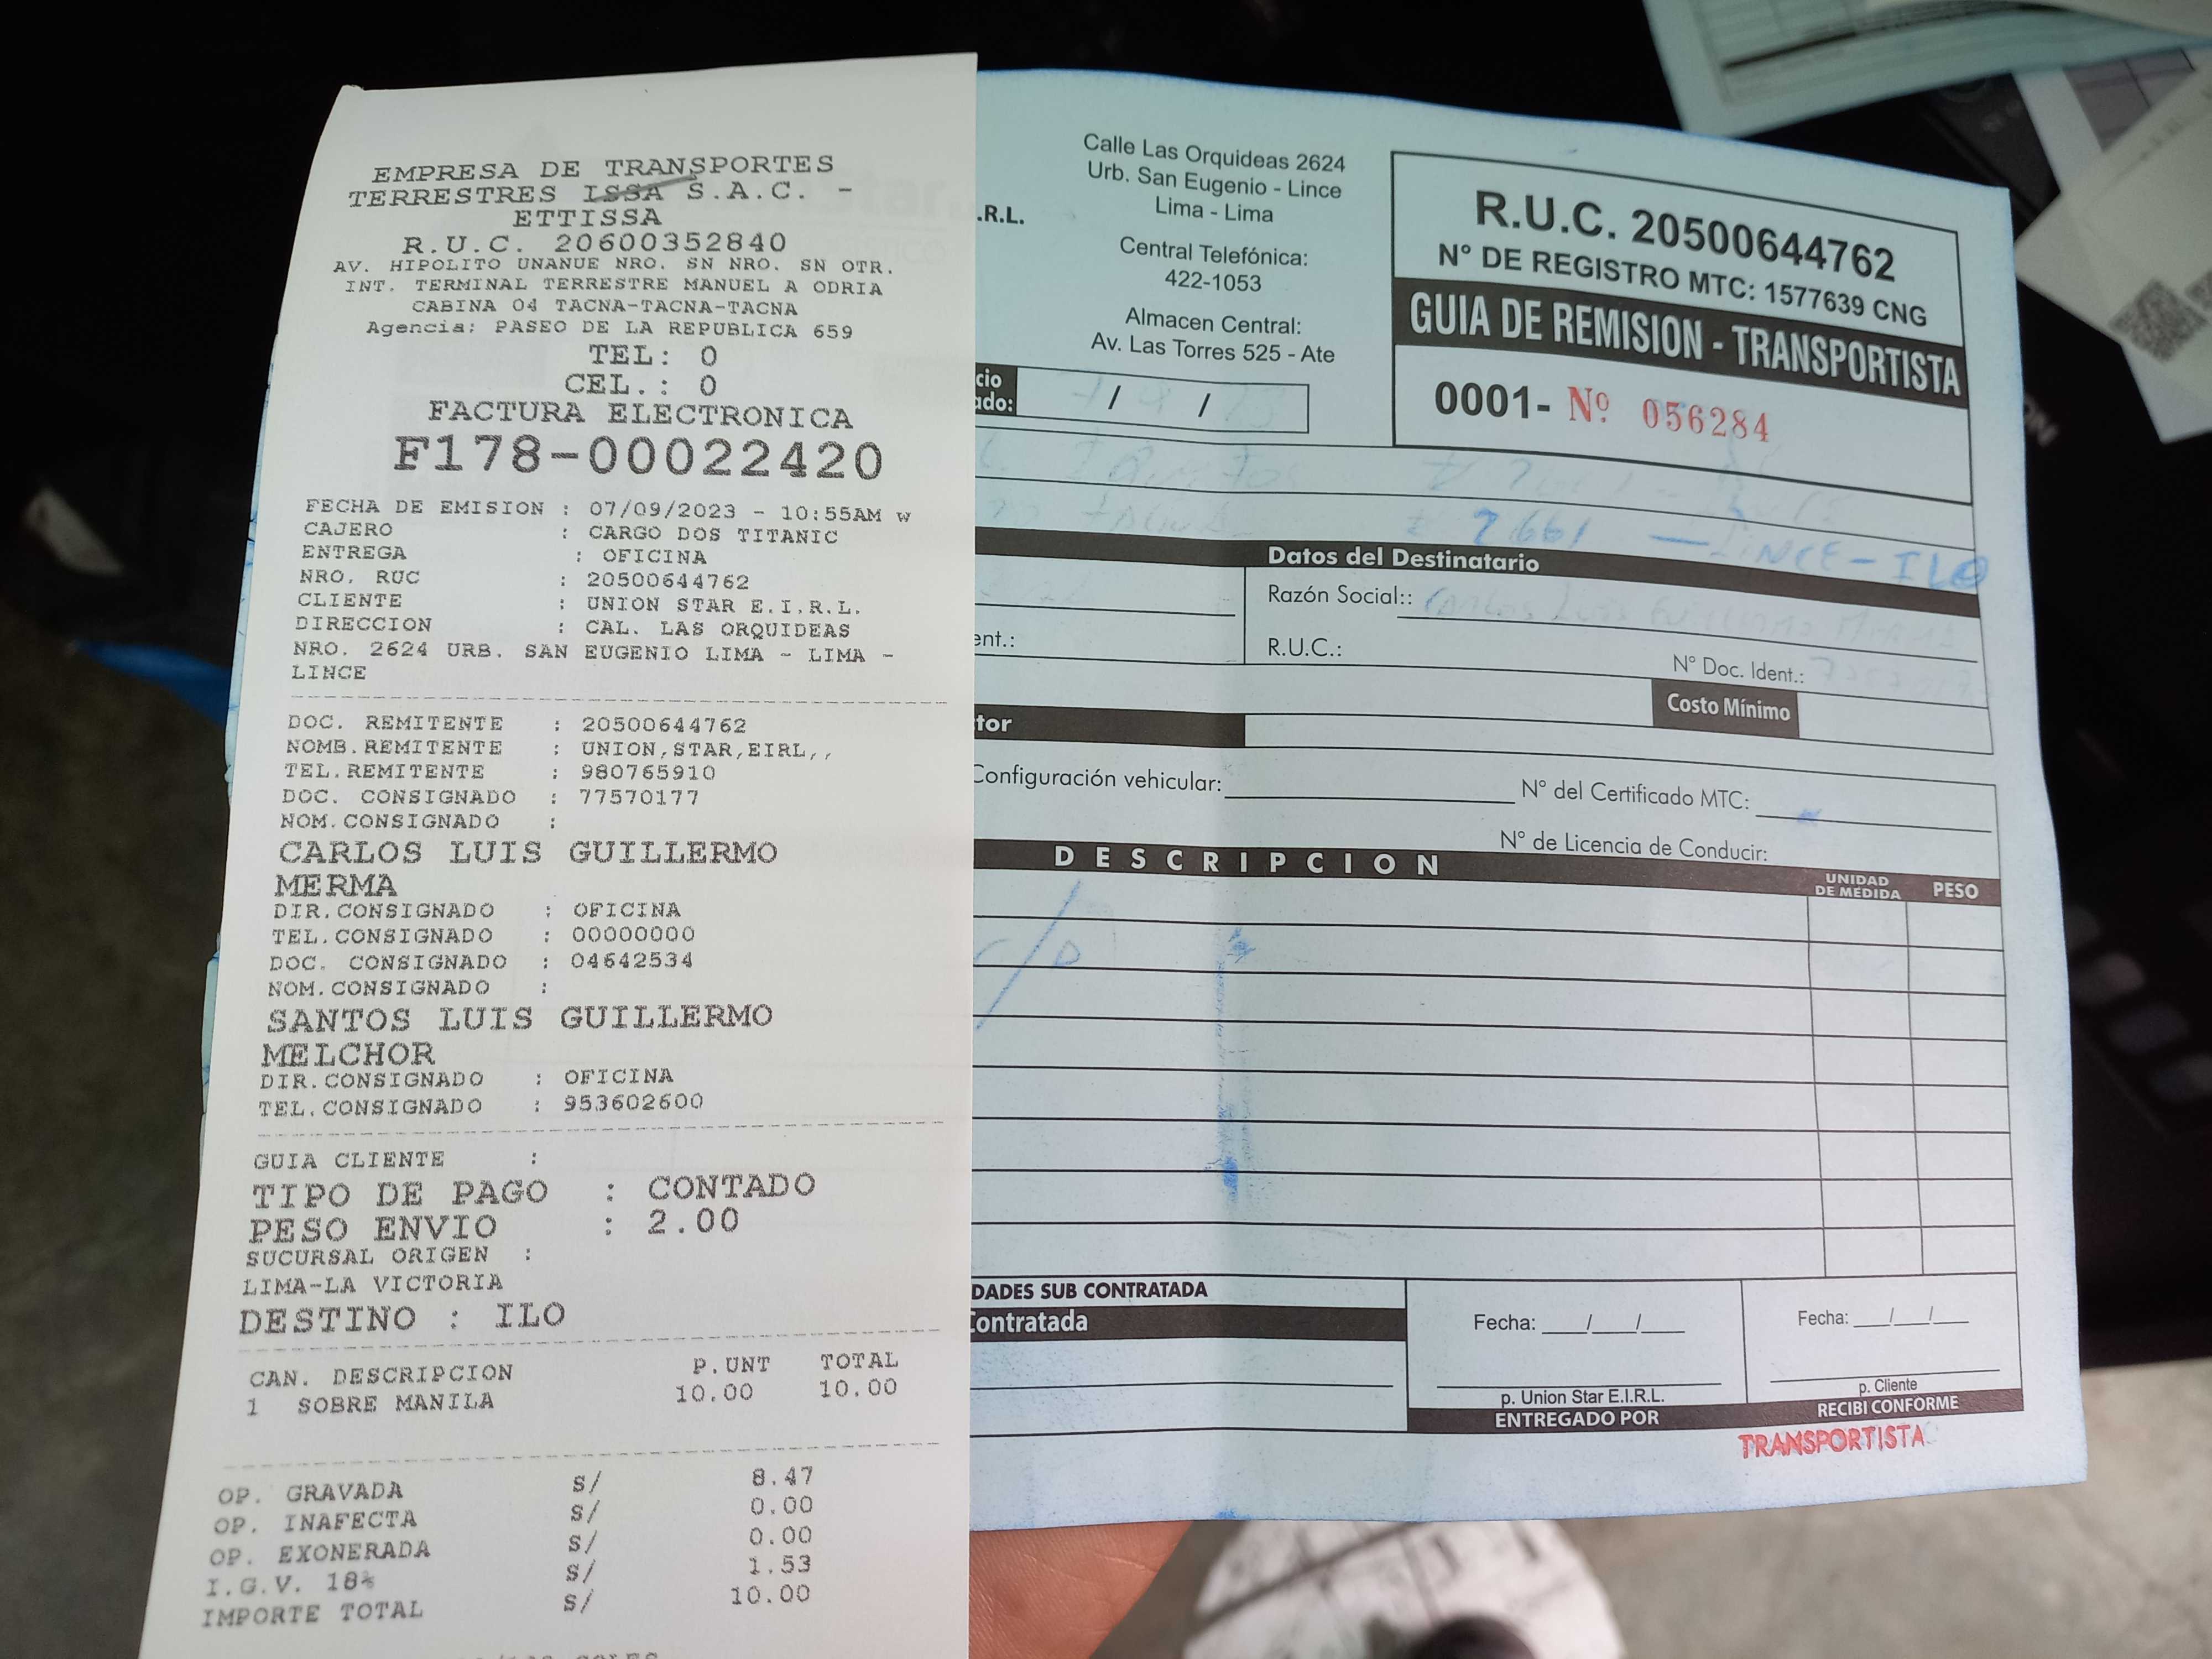 EMPRESA DE TRANSPORTES
TERRESTRES ISSA S.A.C. -
ETTISSA
R.U.C. 20600352840
AV. HIPOLITO UNANUE NRO. SN NRO. SN OTR.
INT. TERMINAL TERRESTRE MANUEL A ODRIA
CABINA 04 TACNA-TACNA-TACNA
Agencia: PASEO DE LA REPUBLICA 659
TEL: 0
CEL.: 0
FACTURA ELECTRONICA
F178-00022420
FECHA DE EMISION : 07/09/2023 - 10:55AM w
CAJERO : CARGO DOS TITANIC
ENTREGA : OFICINA
NRO. RUC : 20500644762
CLIENTE : UNION STAR E.I.R.L.
DIRECCION : CAL. LAS ORQUIDEAS
NRO. 2624 URB. SAN EUGENIO LIMA - LIMA -
LINCE
DOC. REMITENTE : 20500644762
NOMB.REMITENTE : UNION,STAR,EIRL,,
TEL.REMITENTE : 980765910
DOC. CONSIGNADO : 77570177
NOM.CONSIGNADO :
CARLOS LUIS GUILLERMO
MERMA
DIR.CONSIGNADO : OFICINA
TEL.CONSIGNADO : 00000000
DOC. CONSIGNADO : 04642534
NOM.CONSIGNADO :
SANTOS LUIS GUILLERMO
MELCHOR
DIR.CONSIGNADO : OFICINA
TEL.CONSIGNADO : 953602600
GUIA CLIENTE :
TIPO DE PAGO : CONTADO
PESO ENVIO : 2.00
SUCURSAL ORIGEN :
LIMA-LA VICTORIA
DESTINO : ILO
CAN. DESCRIPCION P.UNT TOTAL
1 SOBRE MANILA 10.00 10.00
OP. GRAVADA S/ 8.47
OP. INAFECTA S/ 0.00
OP. EXONERADA S/ 0.00
I.G.V. 18% S/ 1.53
IMPORTE TOTAL S/ 10.00
.R.L.
Calle Las Orquideas 2624
Urb. San Eugenio - Lince
Lima - Lima
Central Telefónica:
422-1053
Almacen Central:
Av. Las Torres 525 - Ate
cio
ado: / /
R.U.C. 20500644762
N° DE REGISTRO MTC: 1577639 CNG
GUIA DE REMISION - TRANSPORTISTA
0001- Nº 056284
2661 — LINCE - ILO
Datos del Destinatario
Razón Social::
ent.:
R.U.C.: N° Doc. Ident.:
Costo Mínimo
tor
Configuración vehicular: N° del Certificado MTC:
N° de Licencia de Conducir:
DESCRIPCION UNIDAD DE MEDIDA PESO
DADES SUB CONTRATADA
Contratada
Fecha: / / Fecha: / /
p. Union Star E.I.R.L. p. Cliente
ENTREGADO POR RECIBI CONFORME
TRANSPORTISTA